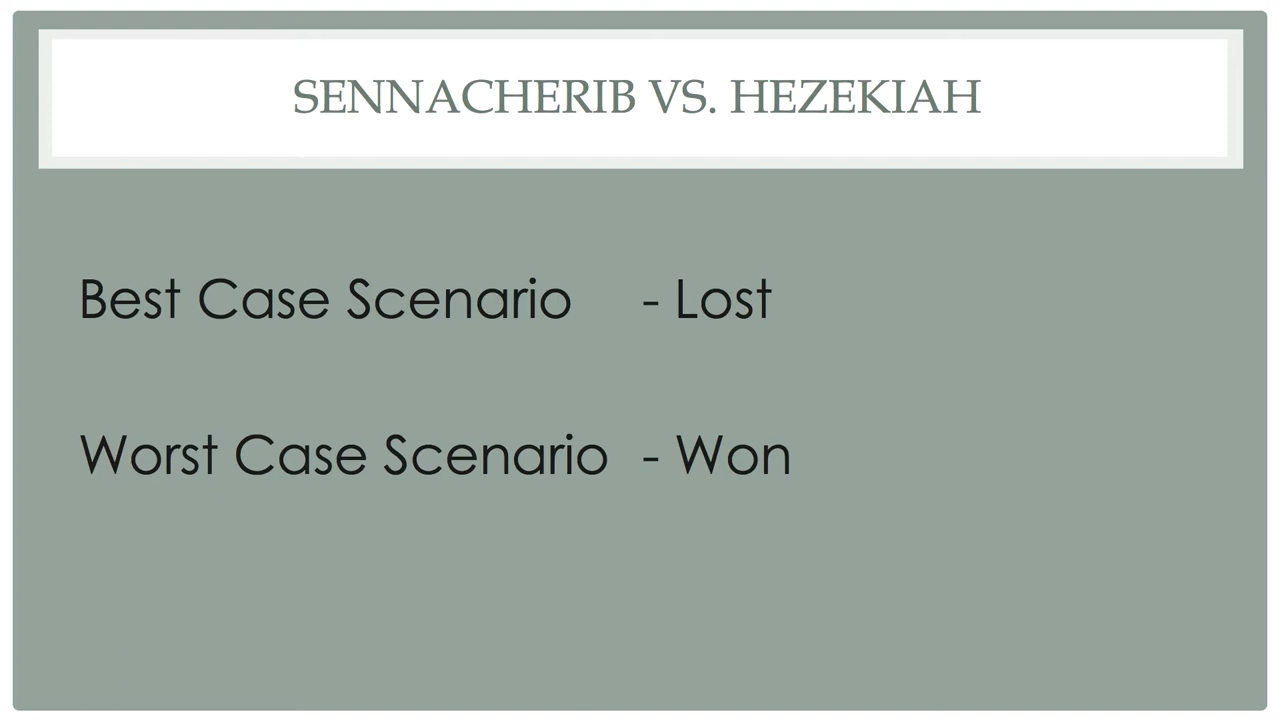 SENNACHERIB VS. HEZEKIAH
Best Case Scenario - Lost
Worst Case Scenario - Won